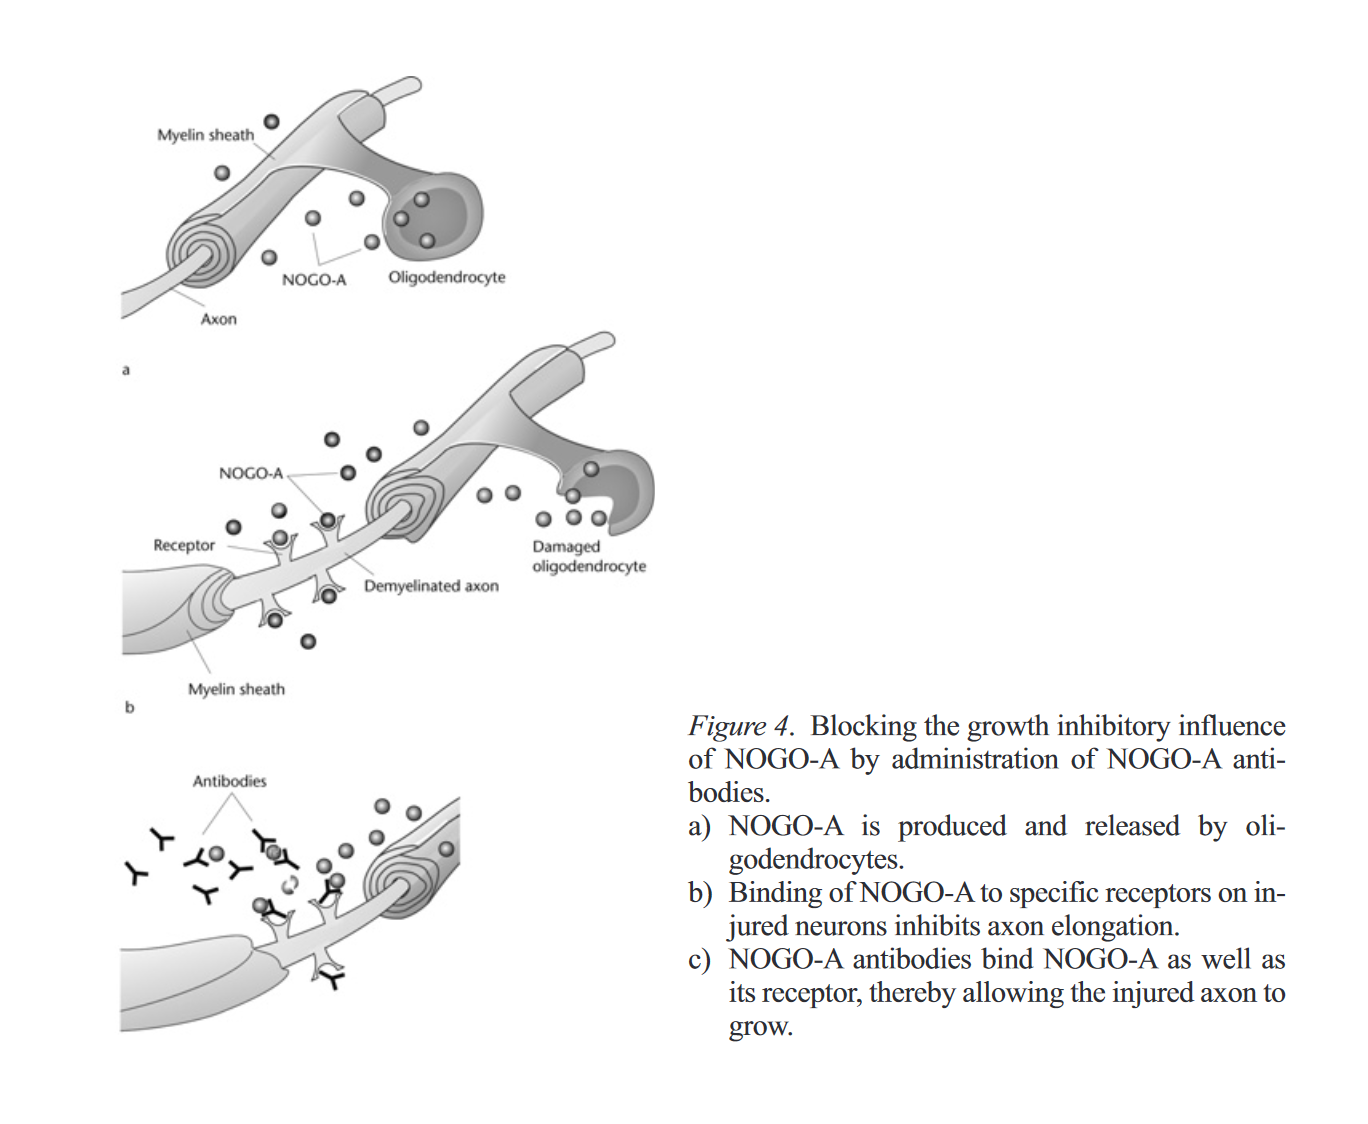 Myelin sheath
NOGO-A
Oligodendrocyte
Axon
a
NOGO-A
Receptor
Damaged
oligodendrocyte
Demyelinated axon
Myelin sheath
b
Antibodies
Figure 4. Blocking the growth inhibitory influence
of NOGO-A by administration of NOGO-A anti-
bodies.
a) NOGO-A is produced and released by oli-
godendrocytes.
b) Binding of NOGO-A to specific receptors on in-
jured neurons inhibits axon elongation.
c) NOGO-A antibodies bind NOGO-A as well as
its receptor, thereby allowing the injured axon to
grow.